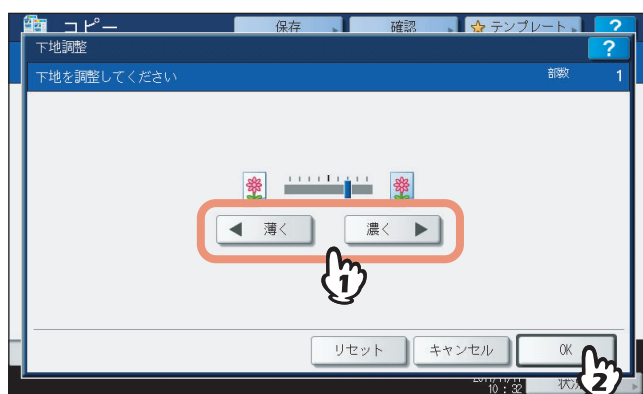 コピー 保存 確認 テンプレート ?
下地調整 ?
下地を調整してください 部数 1
薄く 濃く
1
リセット キャンセル OK
2
10:32